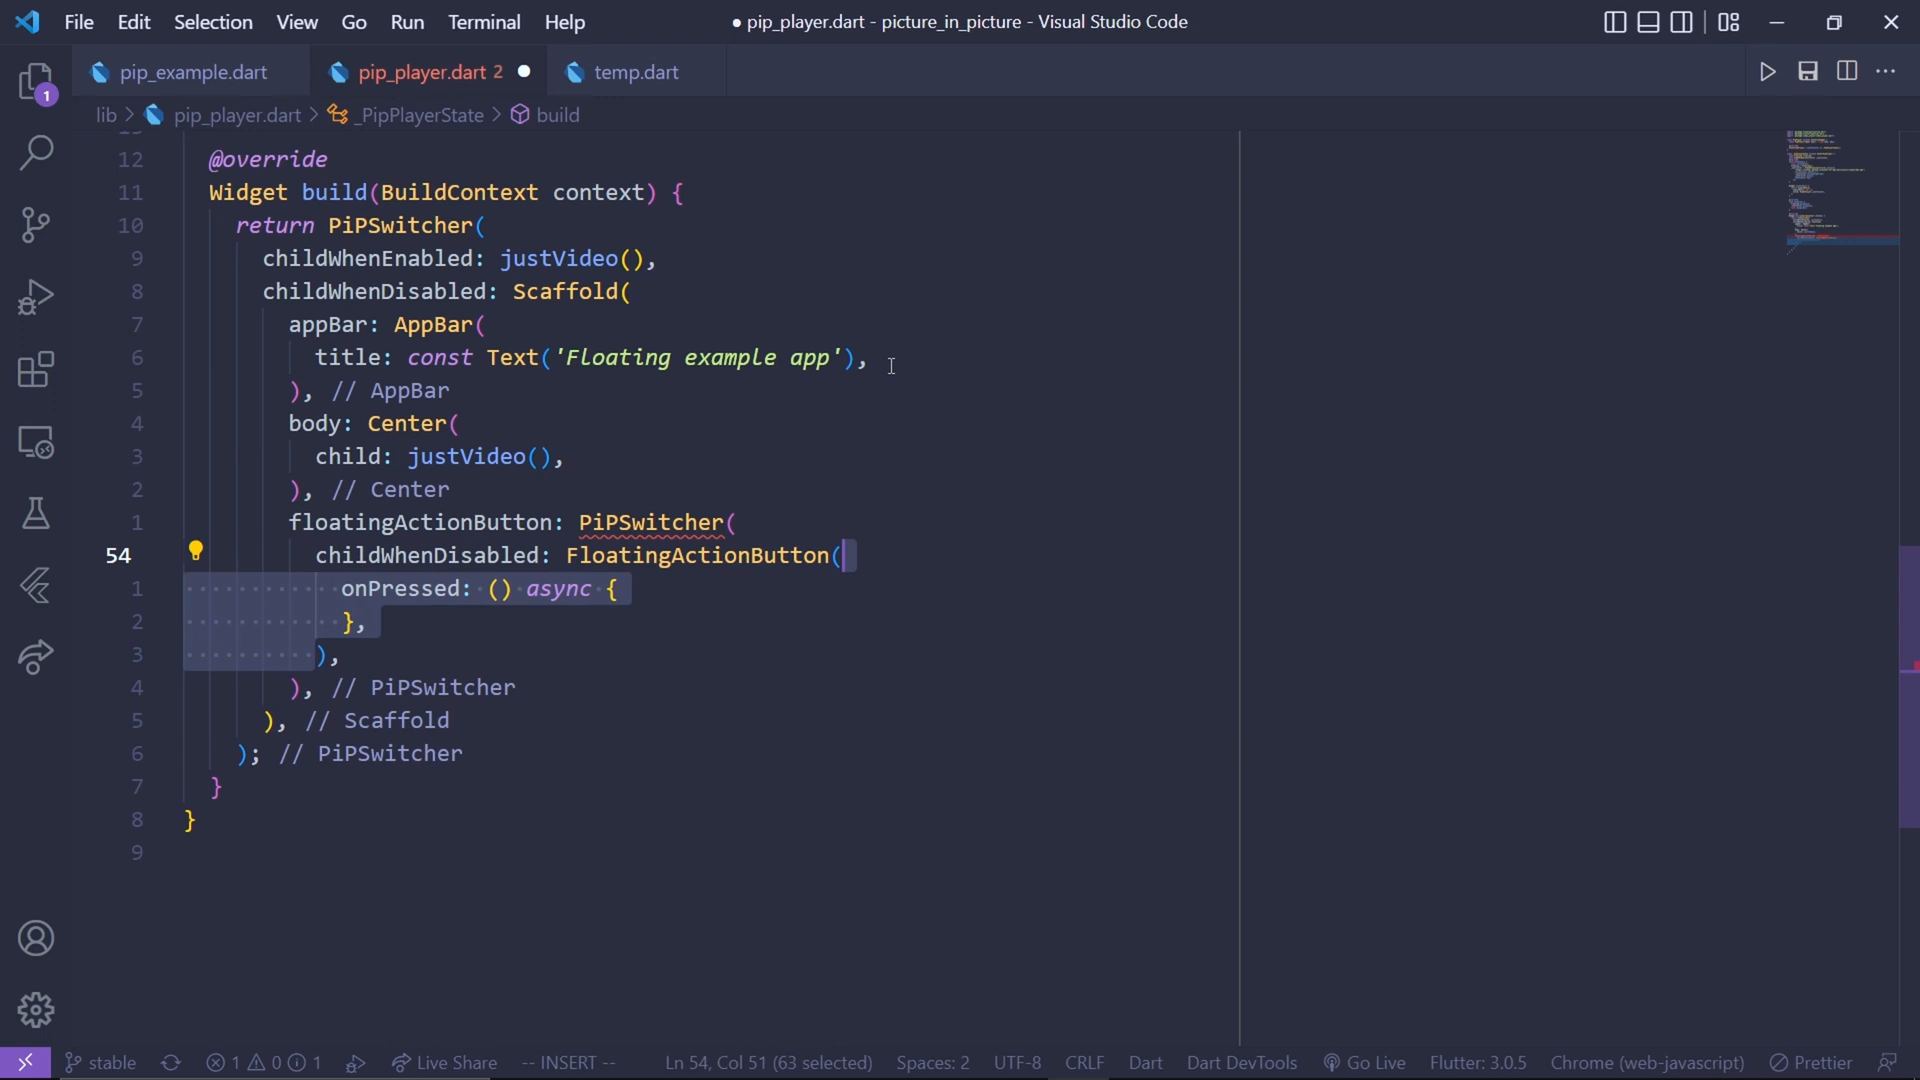 File Edit Selection View Go Run Terminal Help
● pip_player.dart - picture_in_picture - Visual Studio Code
pip_example.dart
pip_player.dart 2 ●
temp.dart
1
lib > pip_player.dart > _PipPlayerState > build
12 @override
11 Widget build(BuildContext context) {
10 return PiPSwitcher(
9 childWhenEnabled: justVideo(),
8 childWhenDisabled: Scaffold(
7 appBar: AppBar(
6 title: const Text('Floating example app'),
5 ), // AppBar
4 body: Center(
3 child: justVideo(),
2 ), // Center
1 floatingActionButton: PiPSwitcher(
54 childWhenDisabled: FloatingActionButton(
1 onPressed: () async {
2 },
3 ),
4 ), // PiPSwitcher
5 ), // Scaffold
6 ); // PiPSwitcher
7 }
8 }
9
stable 1 0 1 Live Share -- INSERT -- Ln 54, Col 51 (63 selected) Spaces: 2 UTF-8 CRLF Dart Dart DevTools Go Live Flutter: 3.0.5 Chrome (web-javascript) Prettier